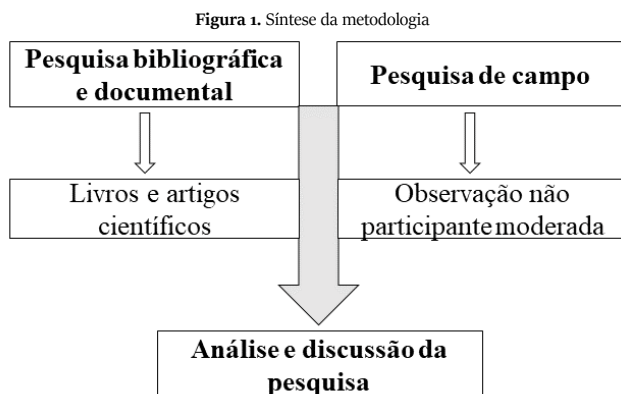 Figura 1. Síntese da metodologia
Pesquisa bibliográfica
e documental
Pesquisa de campo
Livros e artigos
científicos
Observação não
participante moderada
Análise e discussão da
pesquisa